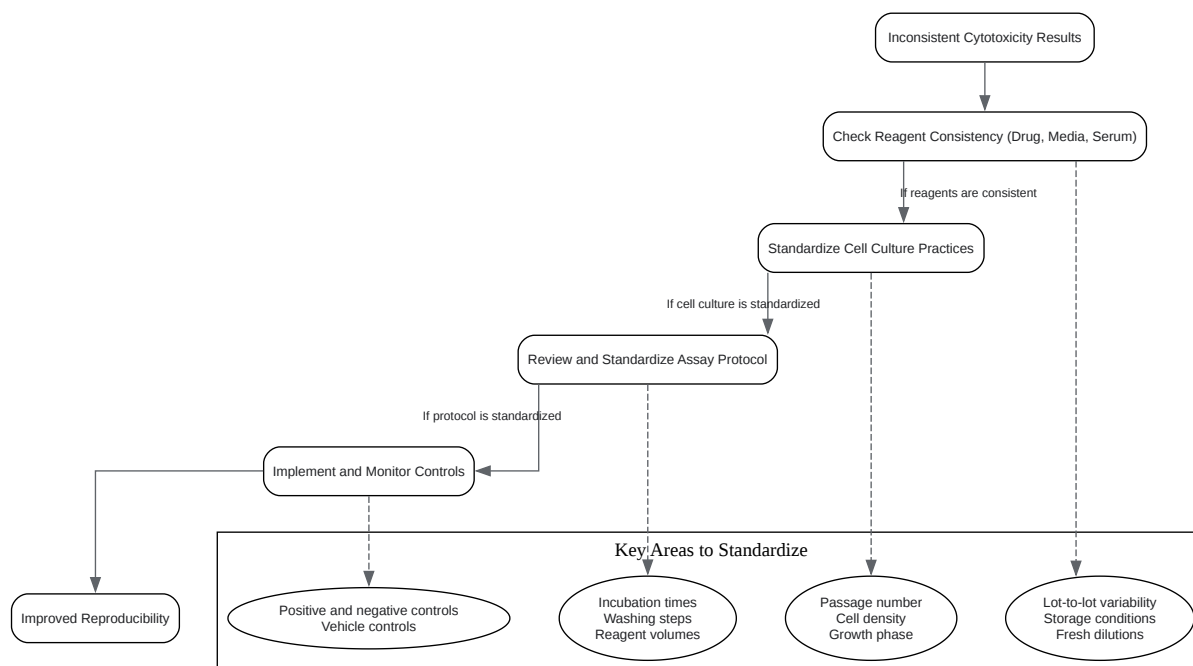 Inconsistent Cytotoxicity Results
Check Reagent Consistency (Drug, Media, Serum)
If reagents are consistent
Standardize Cell Culture Practices
If cell culture is standardized
Review and Standardize Assay Protocol
If protocol is standardized
Implement and Monitor Controls
Key Areas to Standardize
Improved Reproducibility
Positive and negative controls
Vehicle controls
Incubation times
Washing steps
Reagent volumes
Passage number
Cell density
Growth phase
Lot-to-lot variability
Storage conditions
Fresh dilutions